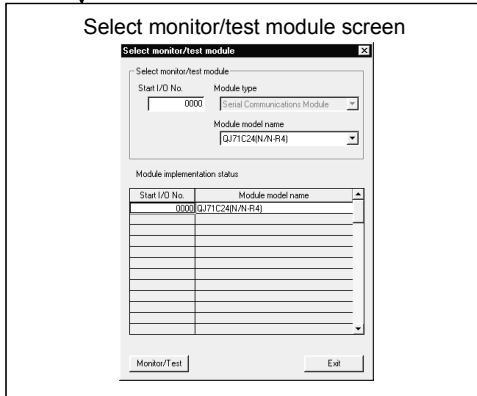 Select monitor/test module screen
Select monitor/test module
Select monitor/test module
Start I/O No. Module type
0000 Serial Communications Module
Module model name
QJ71C24(N/N-R4)
Module implementation status
Start I/O No. Module model name
0000 QJ71C24(N/N-R4)
Monitor/Test Exit